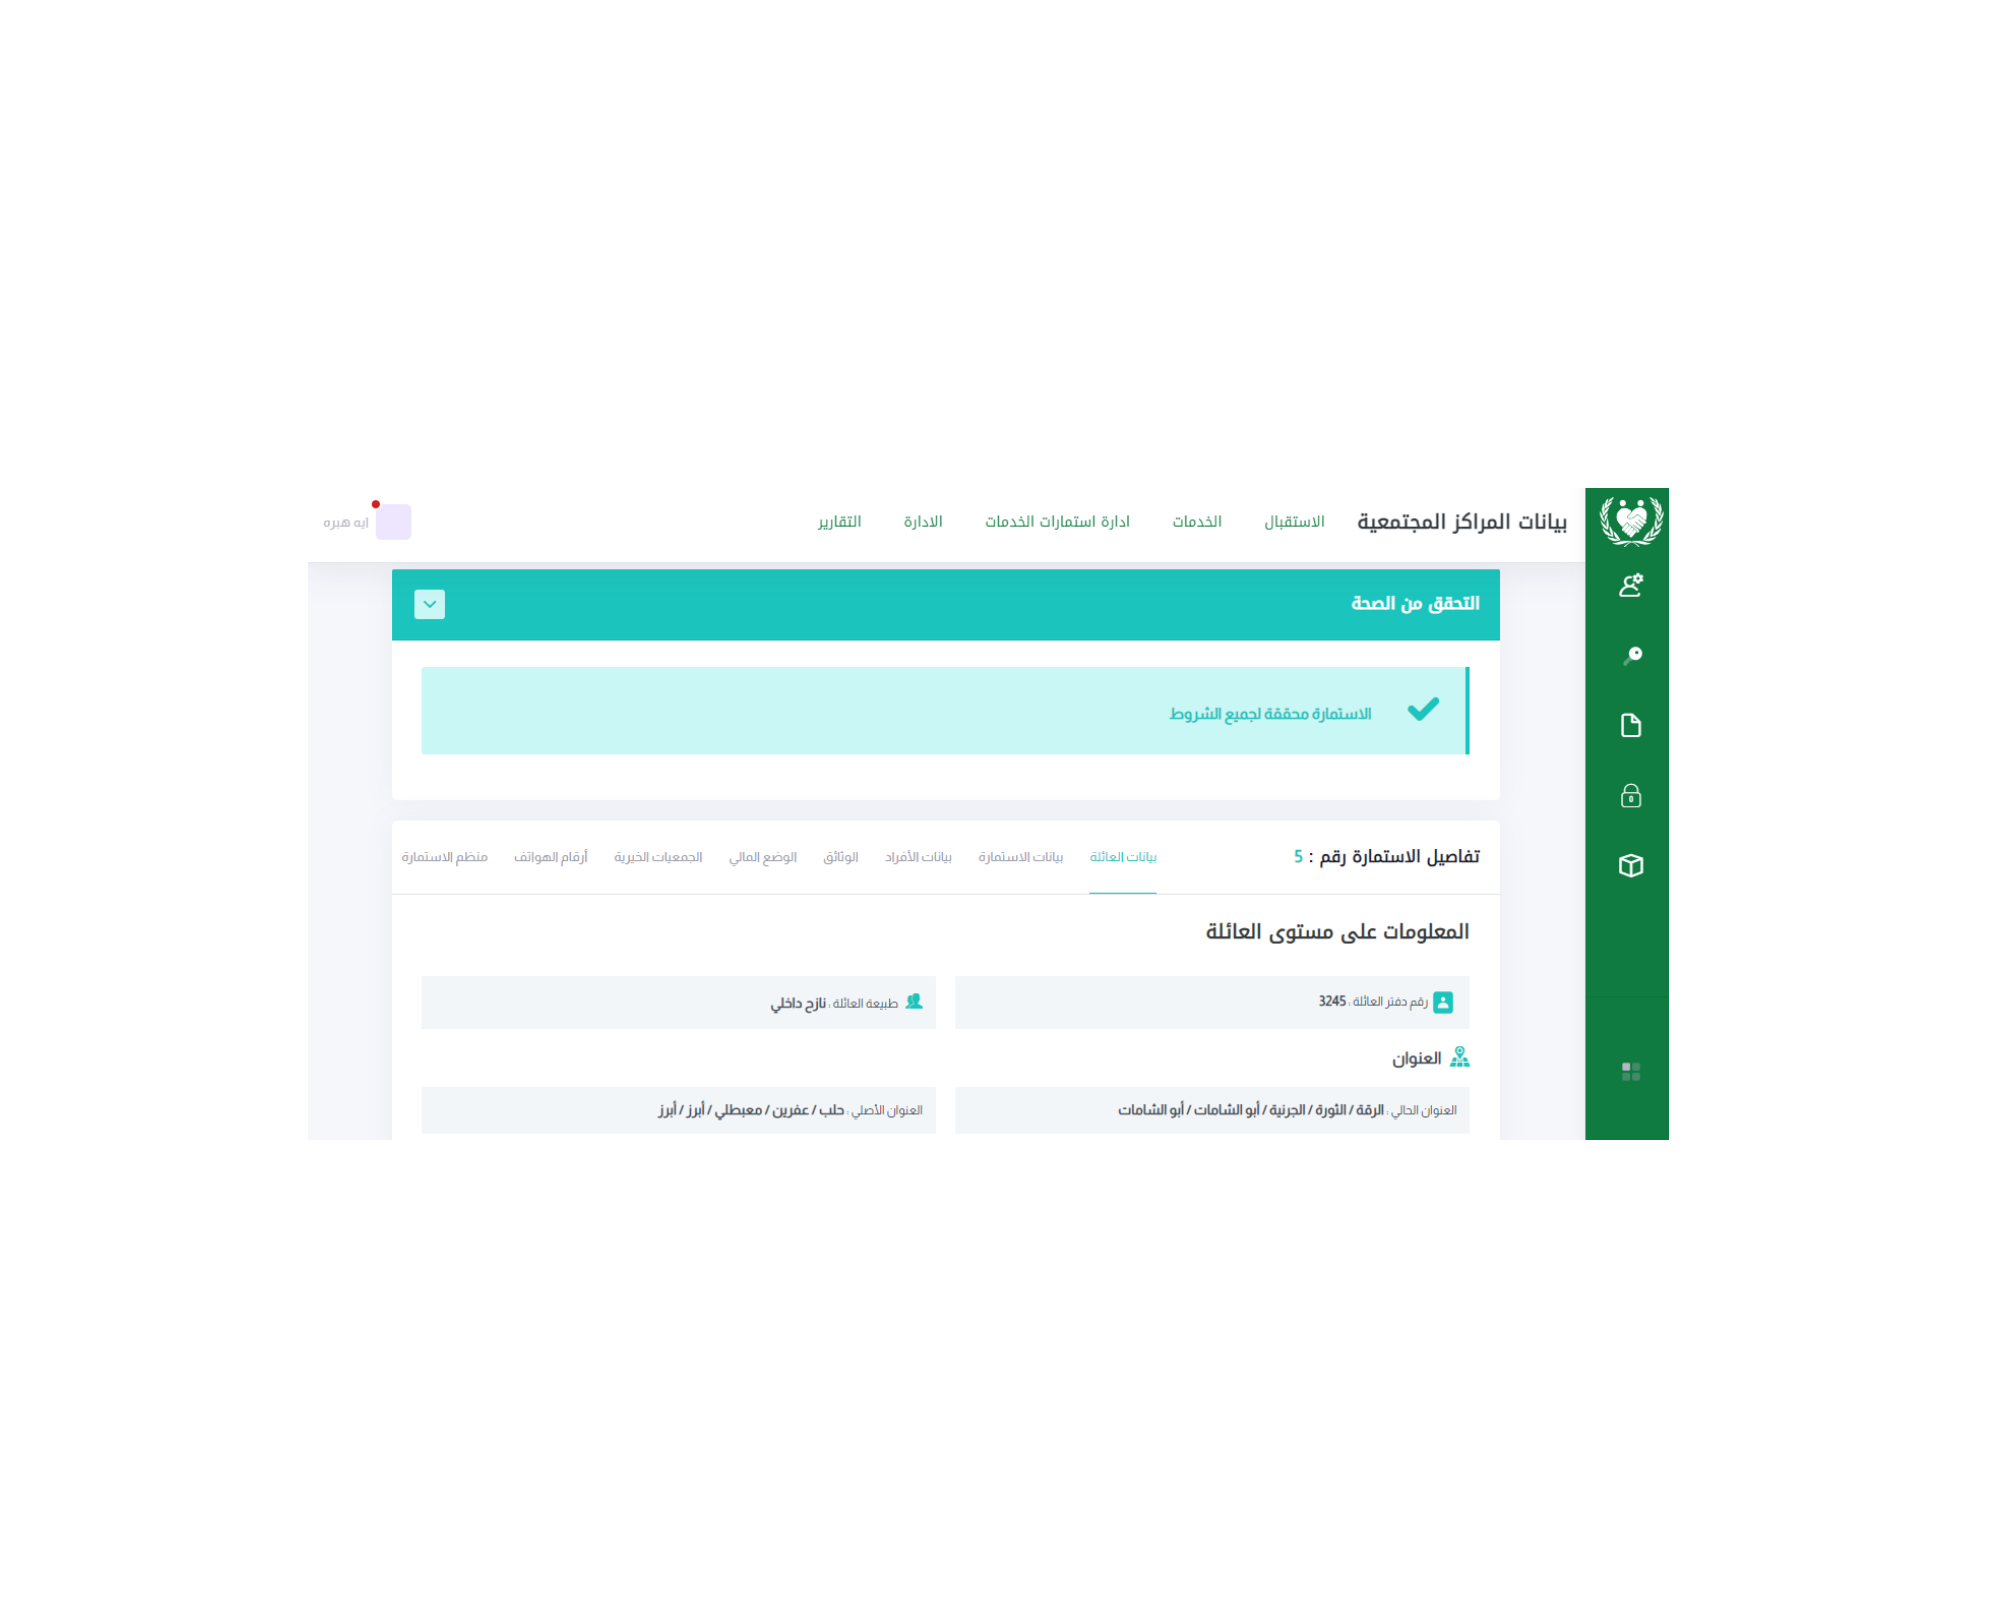 بيانات المراكز المجتمعية الاستقبال الخدمات ادارة استمارات الخدمات الادارة التقارير ايه هبره
التحقق من الصحة
الاستمارة محققة لجميع الشروط
تفاصيل الاستمارة رقم : 5 بيانات العائلة بيانات الاستمارة بيانات الأفراد الوثائق الوضع المالي الجمعيات الخيرية أرقام الهواتف منظم الاستمارة
المعلومات على مستوى العائلة
رقم دفتر العائلة : 3245 طبيعة العائلة : نازح داخلي
العنوان
العنوان الحالي : الرقة / الثورة / الجرنية / أبو الشامات / أبو الشامات العنوان الأصلي : حلب / عفرين / معبطلي / أبرز / أبرز